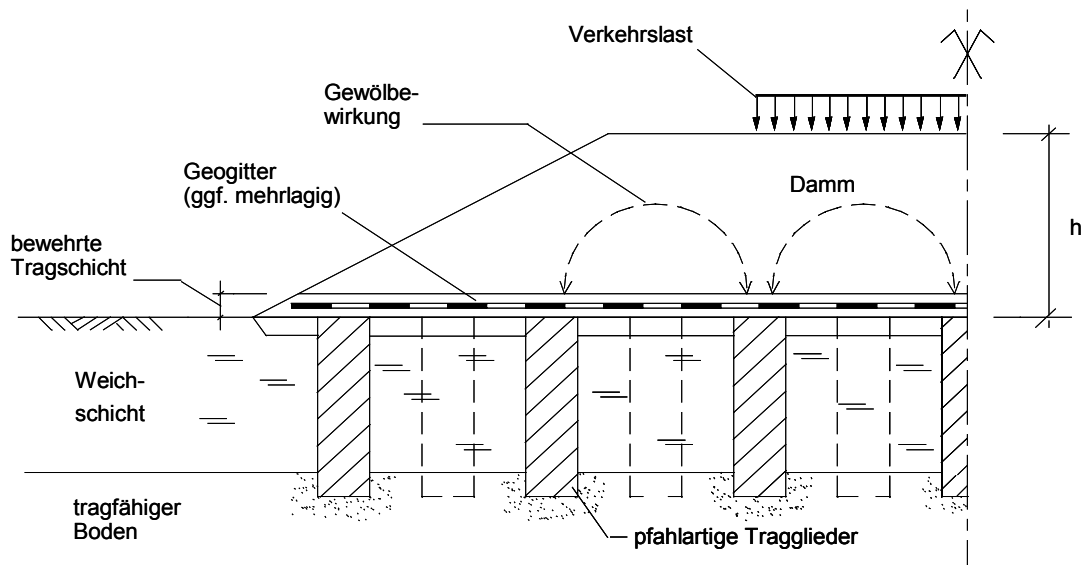 Verkehrslast
Gewölbe-
wirkung
Geogitter
(ggf. mehrlagig)
Damm
h
bewehrte
Tragschicht
Weich-
schicht
tragfähiger
Boden
pfahlartige Tragglieder